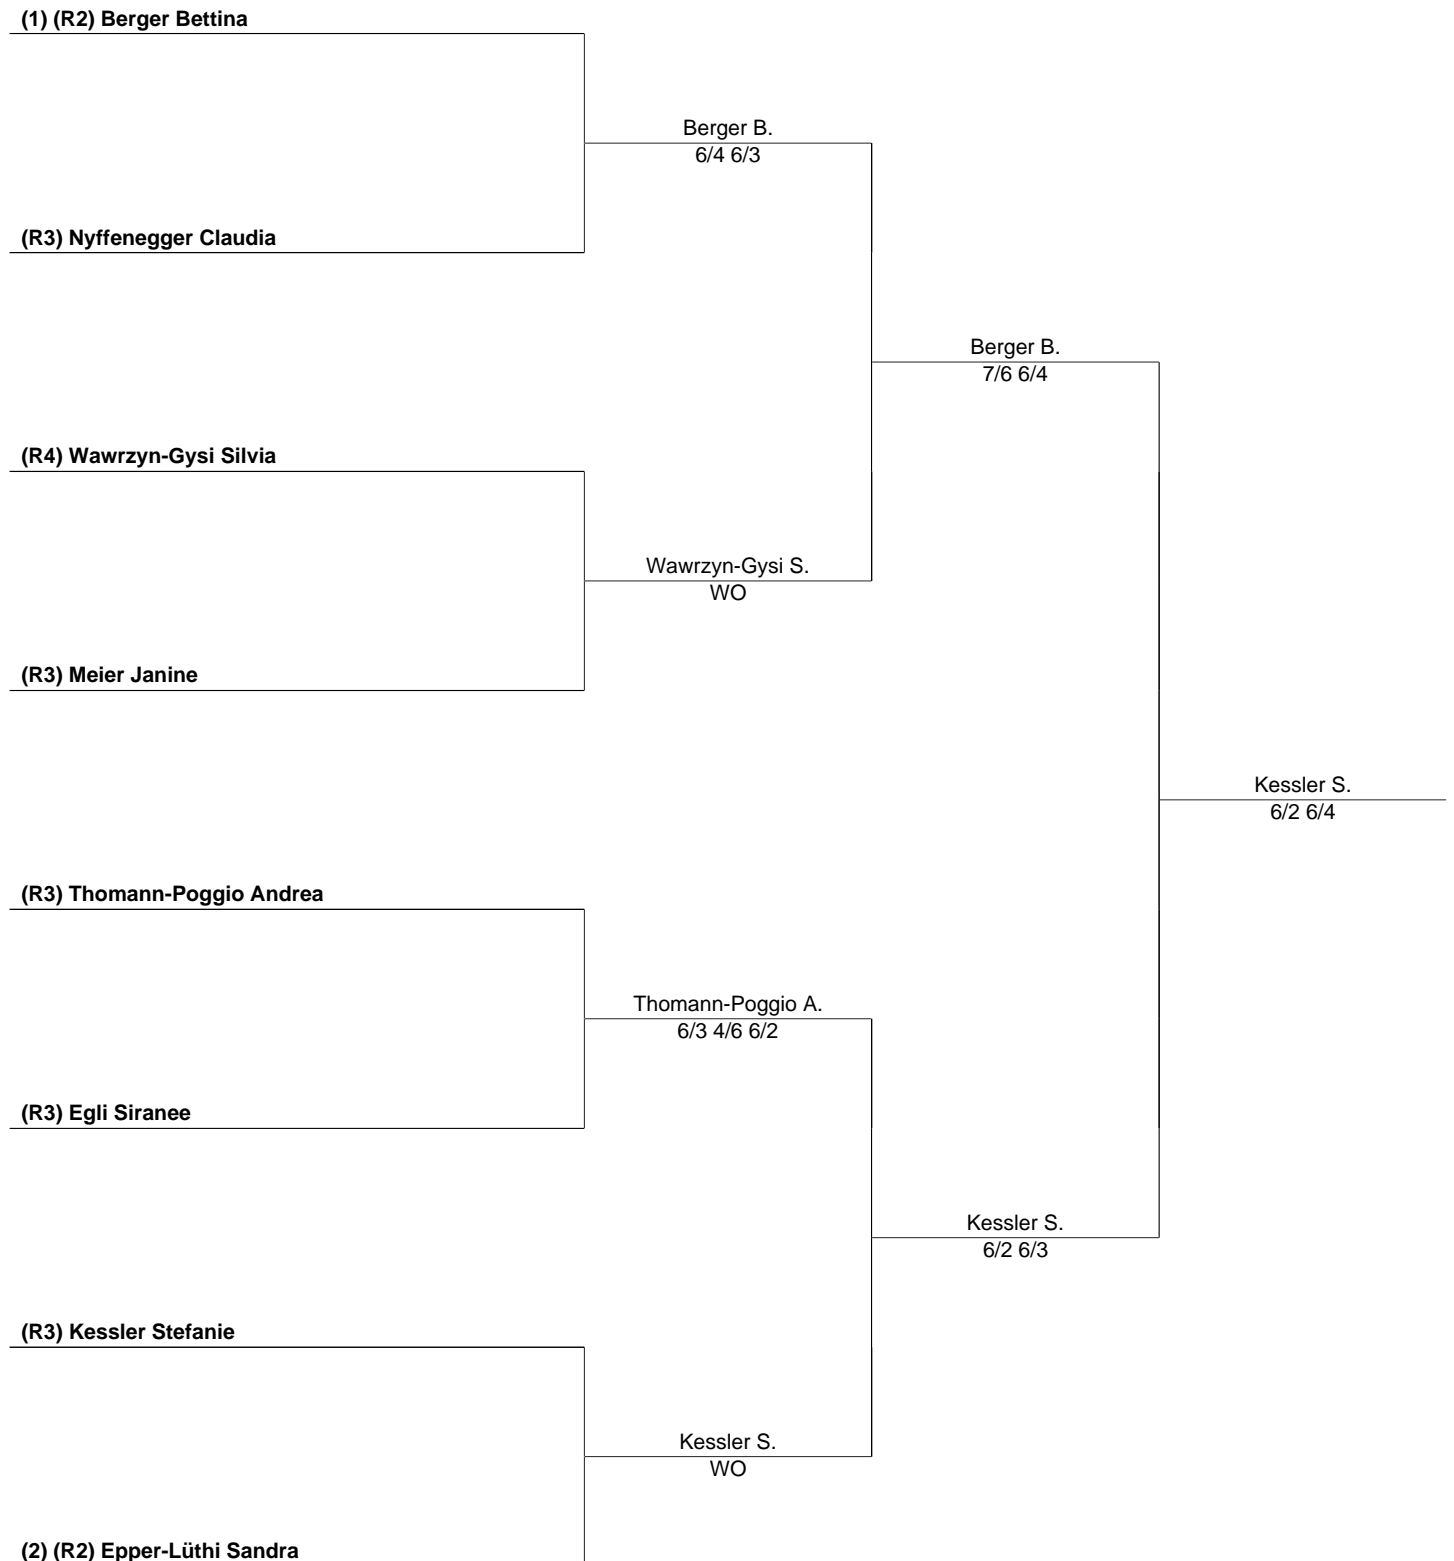 (1) (R2) Berger Bettina
Berger B.
6/4 6/3
(R3) Nyffenegger Claudia
Berger B.
7/6 6/4
(R4) Wawrzyn-Gysi Silvia
Wawrzyn-Gysi S.
WO
(R3) Meier Janine
Kessler S.
6/2 6/4
(R3) Thomann-Poggio Andrea
Thomann-Poggio A.
6/3 4/6 6/2
(R3) Egli Siranee
Kessler S.
6/2 6/3
(R3) Kessler Stefanie
Kessler S.
WO
(2) (R2) Epper-Lüthi Sandra